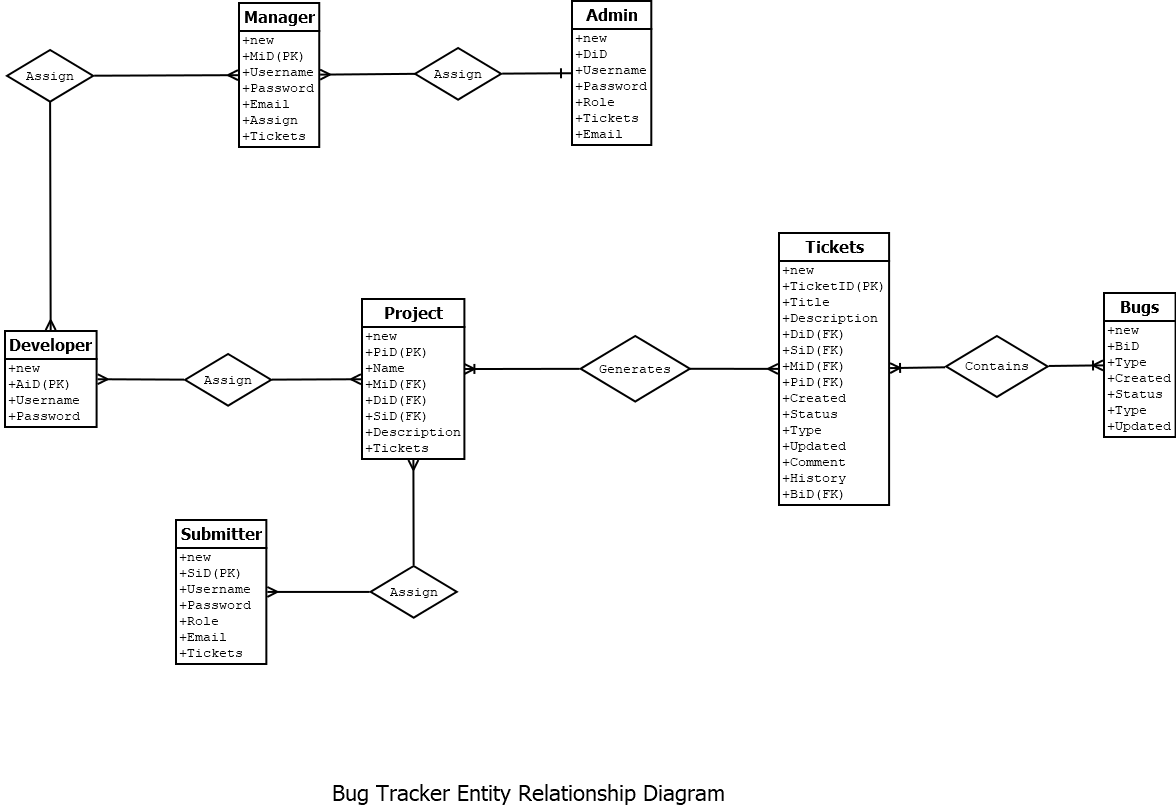 Manager
+new
+MiD(PK)
+Username
+Password
+Email
+Assign
+Tickets
Admin
+new
+DiD
+Username
+Password
+Role
+Tickets
+Email
Assign
Assign
Developer
+new
+AiD(PK)
+Username
+Password
Assign
Project
+new
+PiD(PK)
+Name
+MiD(FK)
+DiD(FK)
+SiD(FK)
+Description
+Tickets
Generates
Tickets
+new
+TicketID(PK)
+Title
+Description
+DiD(FK)
+SiD(FK)
+MiD(FK)
+PiD(FK)
+Created
+Status
+Type
+Updated
+Comment
+History
+BiD(FK)
Contains
Bugs
+new
+BiD
+Type
+Created
+Status
+Type
+Updated
Submitter
+new
+SiD(PK)
+Username
+Password
+Role
+Email
+Tickets
Assign
Bug Tracker Entity Relationship Diagram